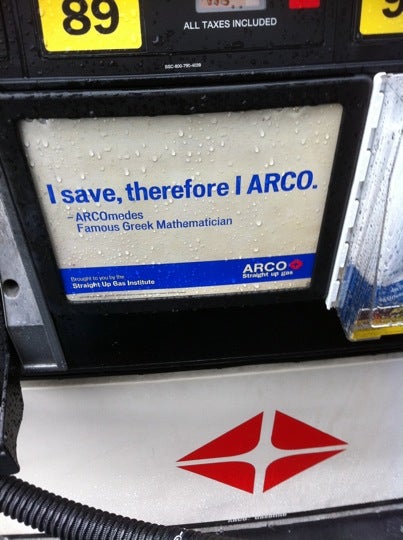 89
ALL TAXES INCLUDED
I save, therefore I ARCO.
–ARCOmedes
Famous Greek Mathematician
Brought to you by the
Straight Up Gas Institute
ARCO
Straight up gas